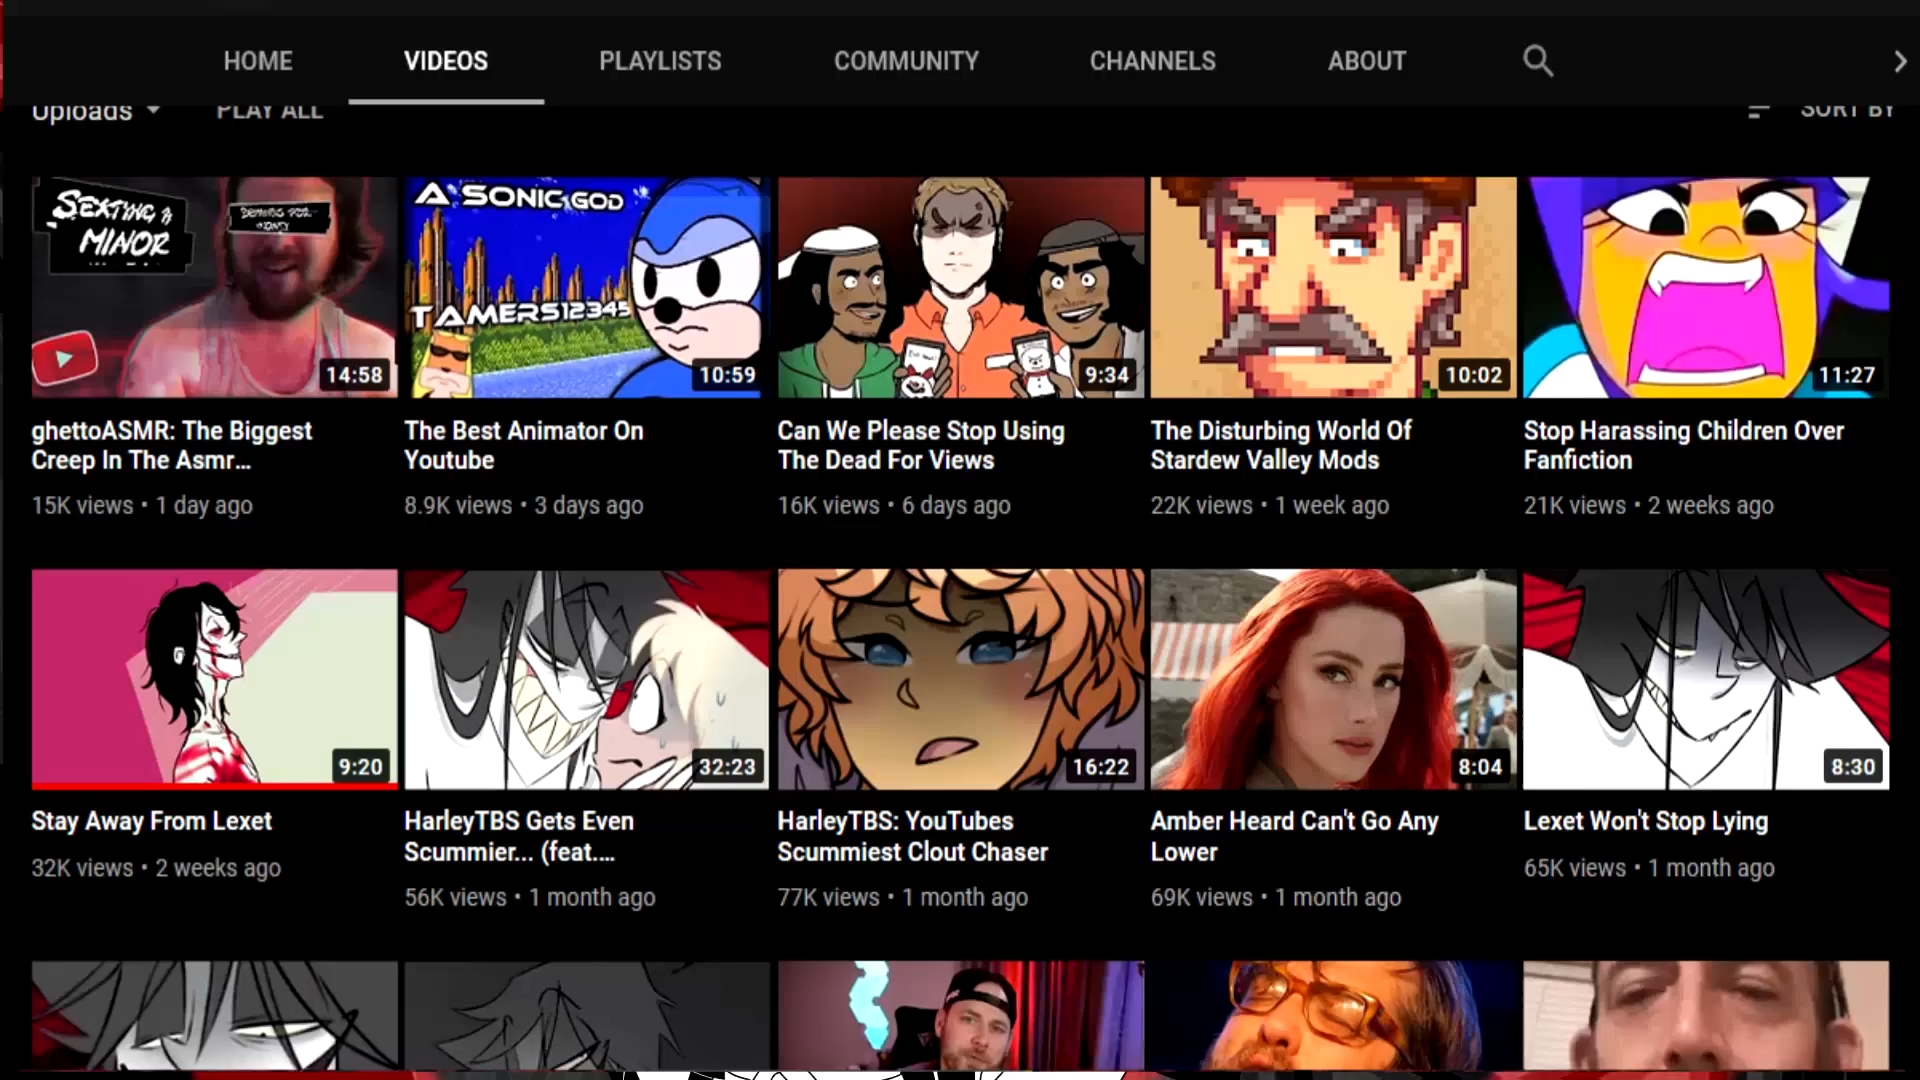 HOME VIDEOS PLAYLISTS COMMUNITY CHANNELS ABOUT
Uploads PLAY ALL SORT BY
SEXTING A
MINOR
14:58
A SONIC GOD
TAMERS12345
10:59
9:34
10:02
11:27
ghettoASMR: The Biggest
Creep In The Asmr...
15K views • 1 day ago
The Best Animator On
Youtube
8.9K views • 3 days ago
Can We Please Stop Using
The Dead For Views
16K views • 6 days ago
The Disturbing World Of
Stardew Valley Mods
22K views • 1 week ago
Stop Harassing Children Over
Fanfiction
21K views • 2 weeks ago
9:20
32:23
16:22
8:04
8:30
Stay Away From Lexet
32K views • 2 weeks ago
HarleyTBS Gets Even
Scummier... (feat....
56K views • 1 month ago
HarleyTBS: YouTubes
Scummiest Clout Chaser
77K views • 1 month ago
Amber Heard Can't Go Any
Lower
69K views • 1 month ago
Lexet Won't Stop Lying
65K views • 1 month ago